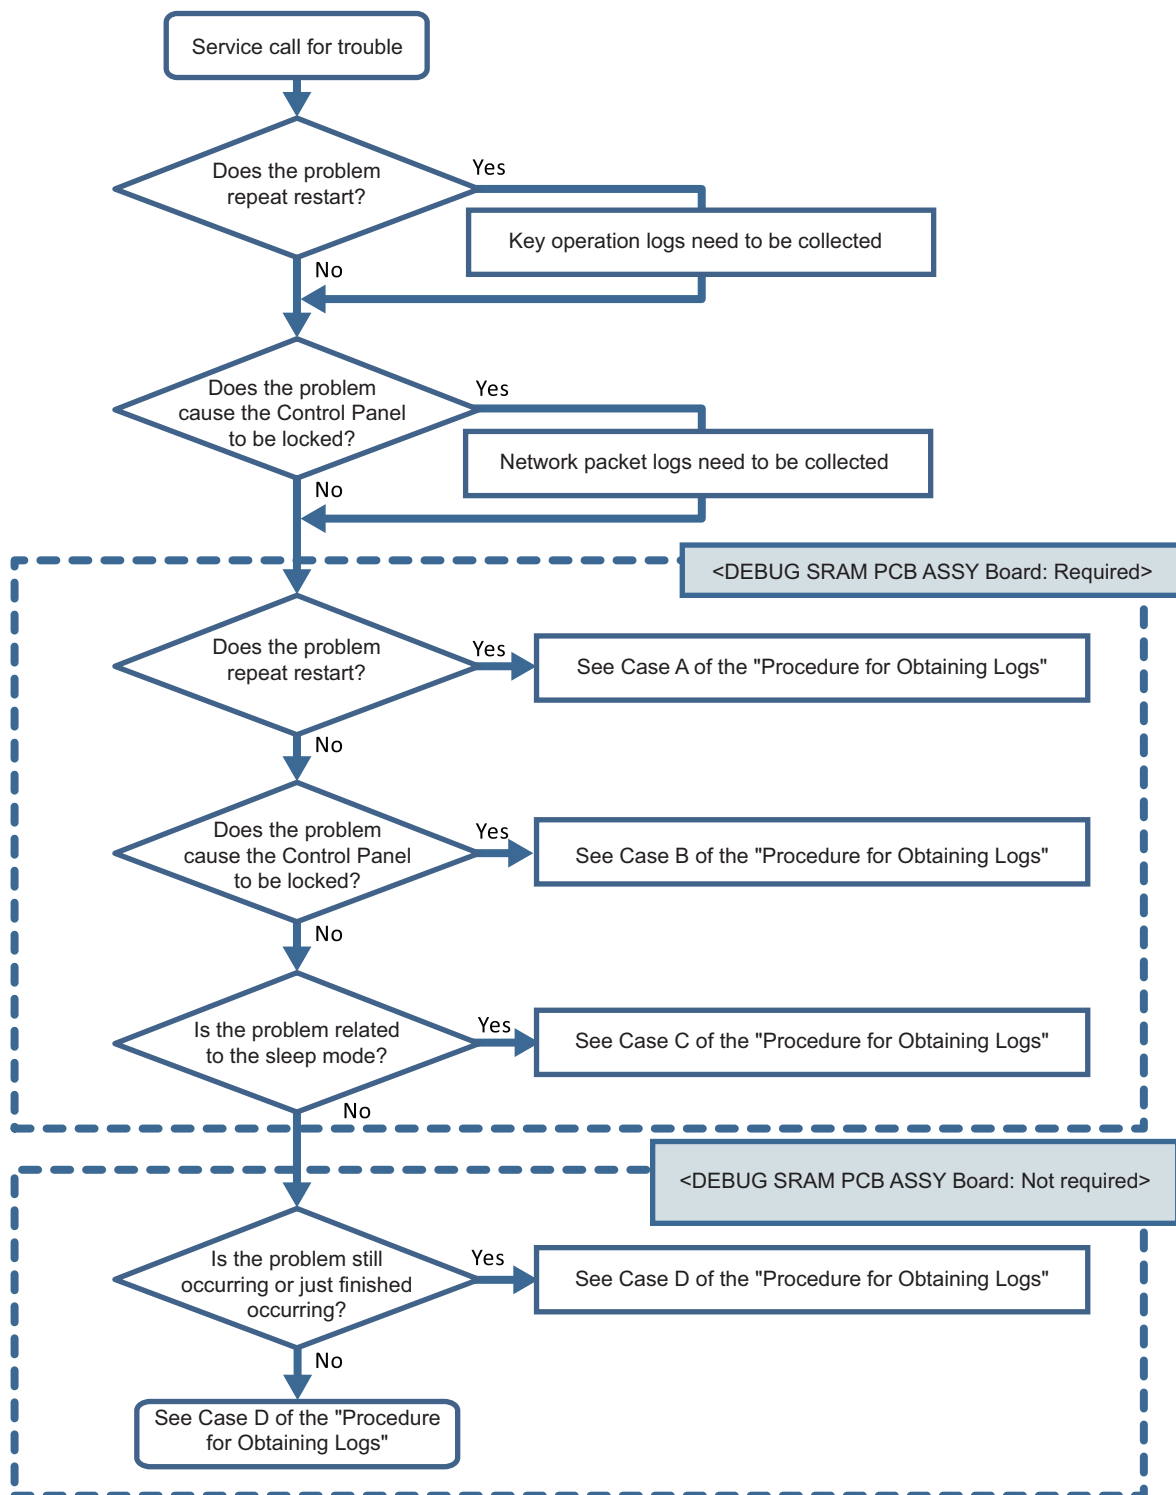 Service call for trouble
Does the problem
repeat restart?
Yes
Key operation logs need to be collected
No
Does the problem
cause the Control Panel
to be locked?
Yes
Network packet logs need to be collected
No
<DEBUG SRAM PCB ASSY Board: Required>
Does the problem
repeat restart?
Yes
See Case A of the "Procedure for Obtaining Logs"
No
Does the problem
cause the Control Panel
to be locked?
Yes
See Case B of the "Procedure for Obtaining Logs"
No
Is the problem related
to the sleep mode?
Yes
See Case C of the "Procedure for Obtaining Logs"
No
<DEBUG SRAM PCB ASSY Board: Not required>
Is the problem still
occurring or just finished
occurring?
Yes
See Case D of the "Procedure for Obtaining Logs"
No
See Case D of the "Procedure
for Obtaining Logs"